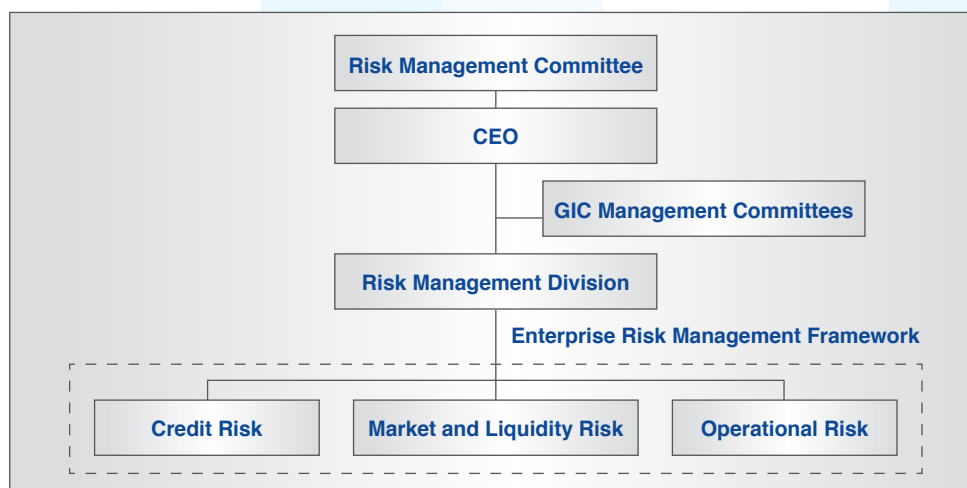 Risk Management Committee
CEO
GIC Management Committees
Risk Management Division
Enterprise Risk Management Framework
Credit Risk
Market and Liquidity Risk
Operational Risk